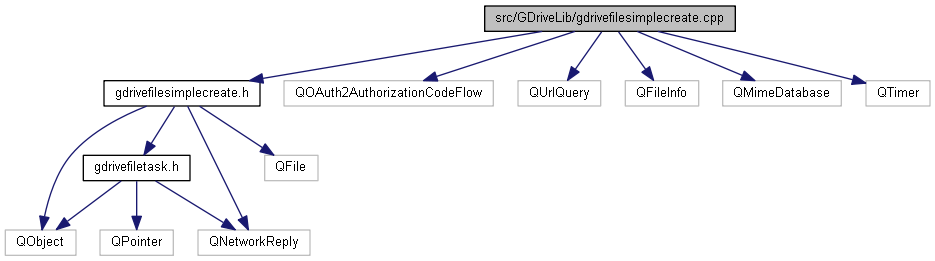 src/GDriveLib/gdrivefilesimplecreate.cpp
gdrivefilesimplecreate.h
QOAuth2AuthorizationCodeFlow
QUrlQuery
QFileInfo
QMimeDatabase
QTimer
gdrivefiletask.h
QFile
QObject
QPointer
QNetworkReply